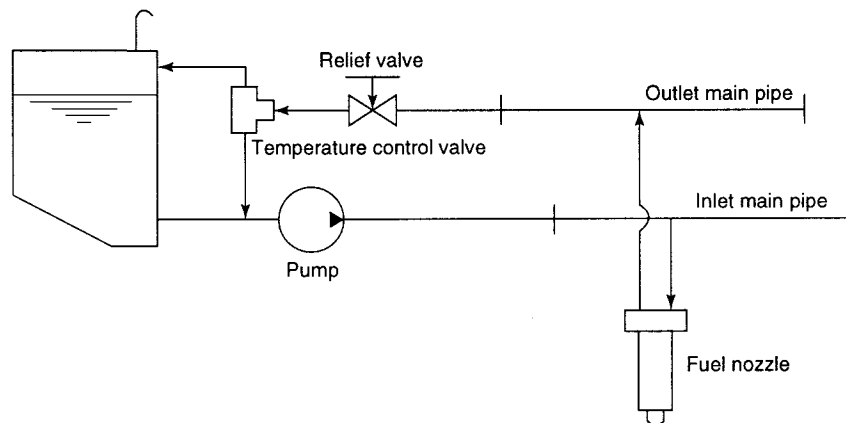 Relief valve
Outlet main pipe
Temperature control valve
Inlet main pipe
Pump
Fuel nozzle